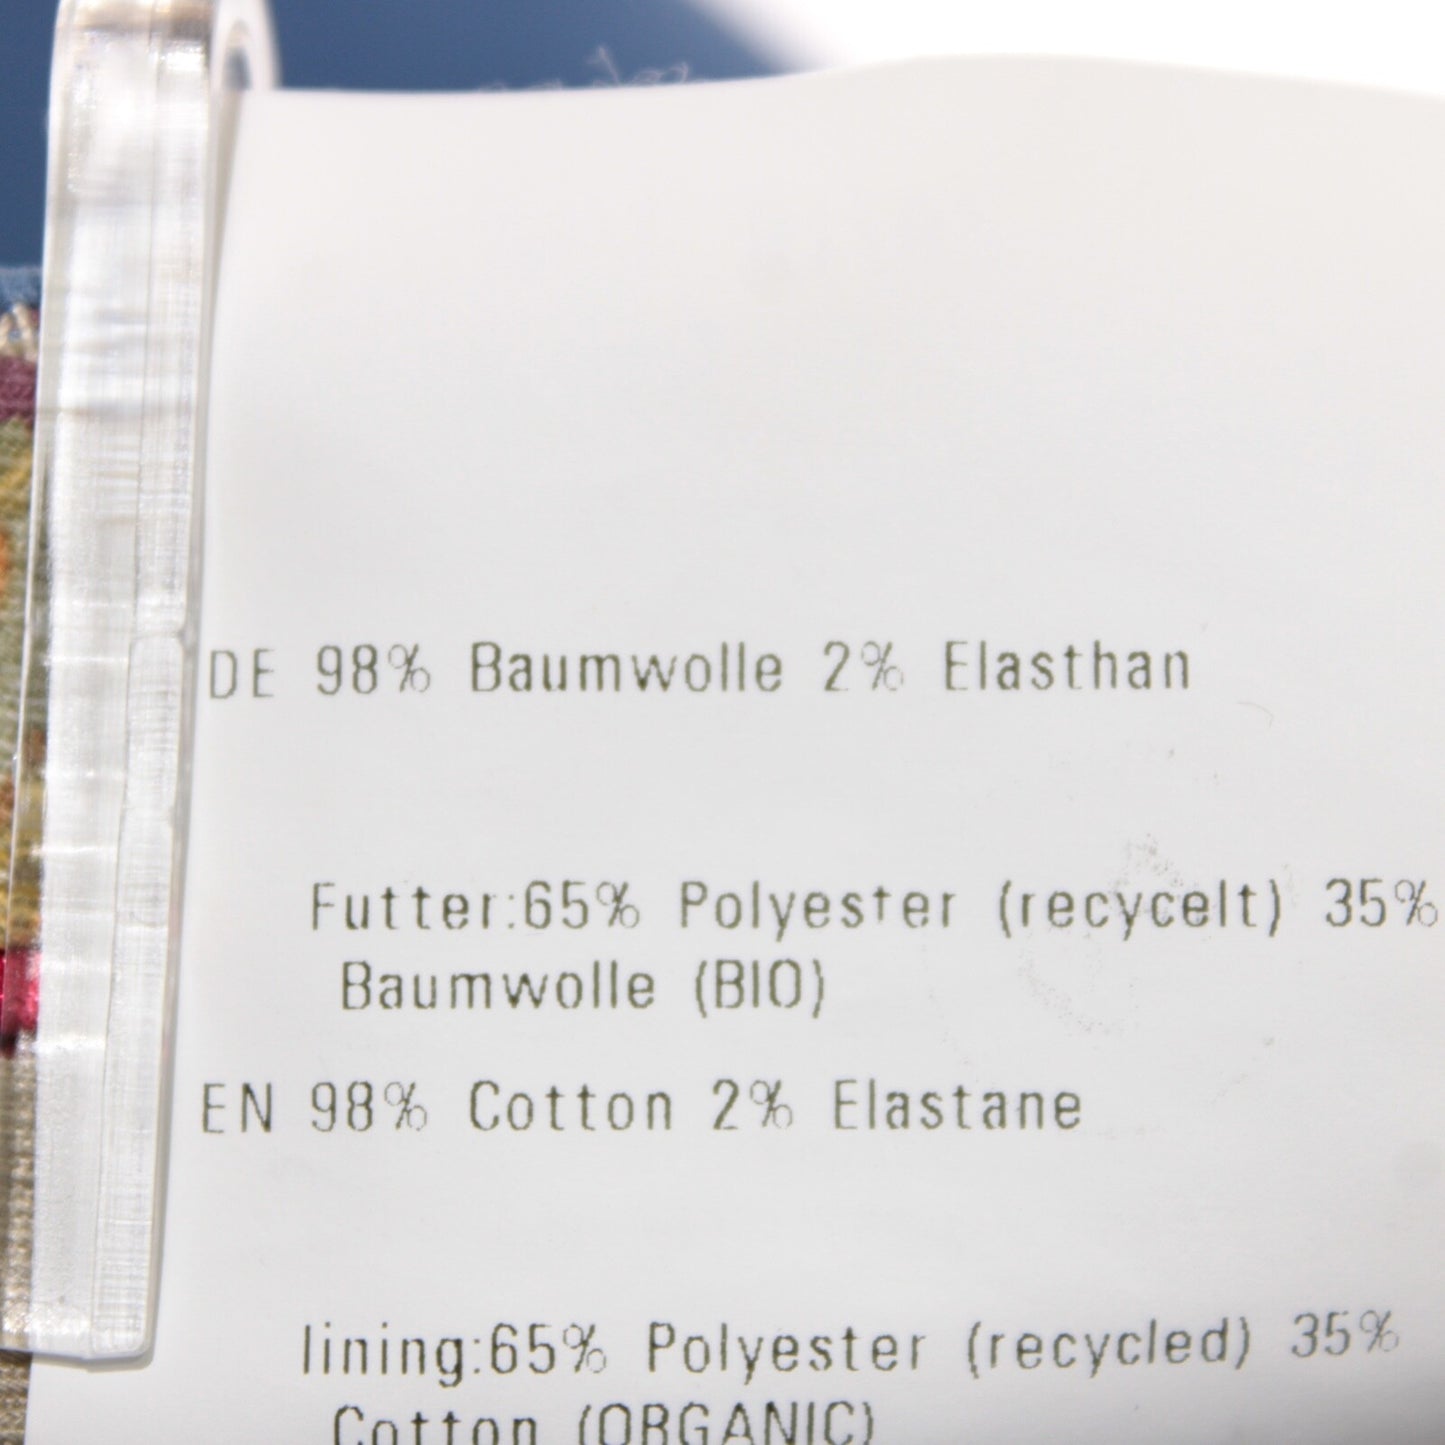 DE 98% Baumwolle 2% Elasthan
Futter:65% Polyester (recycelt) 35%
Baumwolle (BIO)
EN 98% Cotton 2% Elastane
lining:65% Polyester (recycled) 35%
Cotton (ORGANIC)